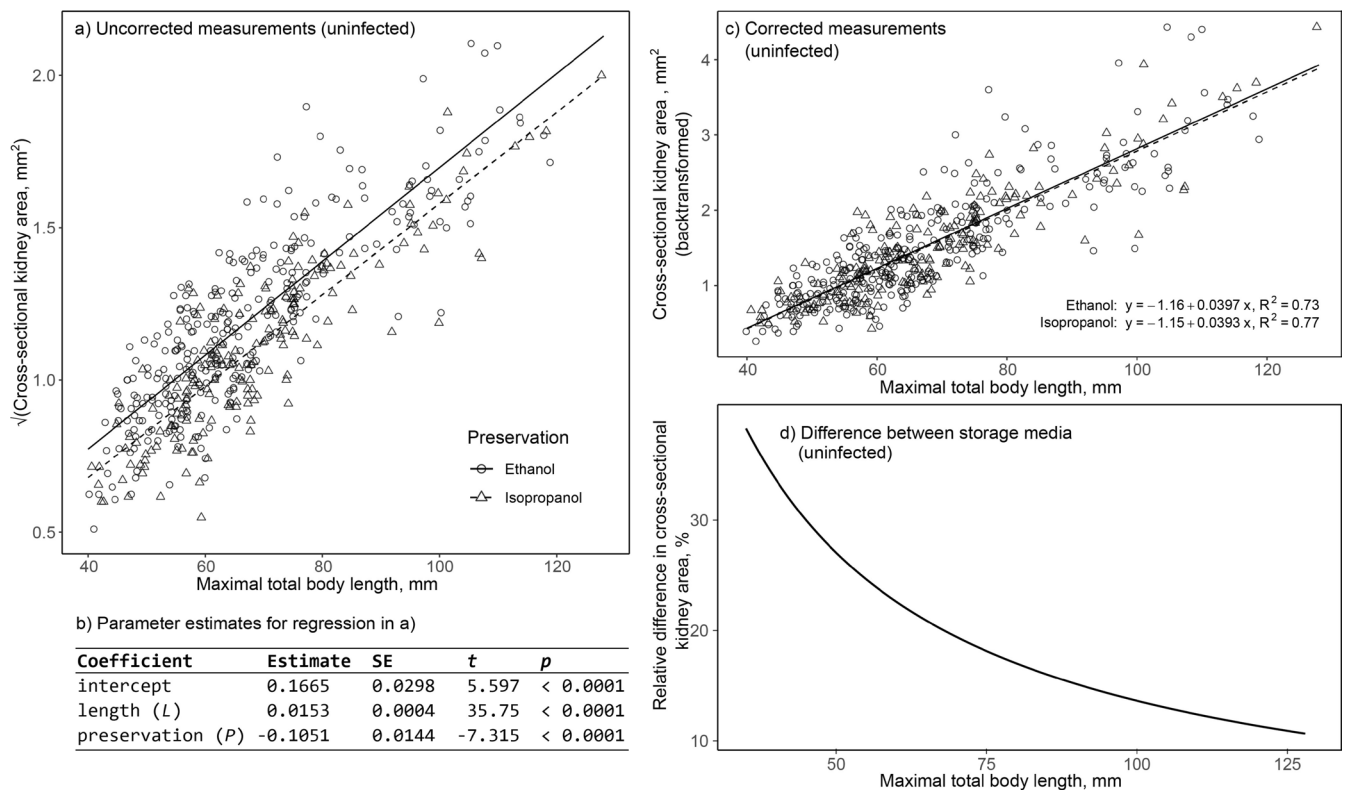 a) Uncorrected measurements (uninfected)
√(Cross-sectional kidney area, mm²)
2.0
1.5
1.0
0.5
Preservation
Ethanol
Isopropanol
40 60 80 100 120
Maximal total body length, mm
b) Parameter estimates for regression in a)
Coefficient Estimate SE t p
intercept 0.1665 0.0298 5.597 < 0.0001
length (L) 0.0153 0.0004 35.75 < 0.0001
preservation (P) -0.1051 0.0144 -7.315 < 0.0001
c) Corrected measurements
(uninfected)
Cross-sectional kidney area , mm²
(backtransformed)
4
3
2
1
Ethanol: y = −1.16 + 0.0397 x, R² = 0.73
Isopropanol: y = −1.15 + 0.0393 x, R² = 0.77
40 60 80 100 120
Maximal total body length, mm
d) Difference between storage media
(uninfected)
Relative difference in cross-sectional
kidney area, %
30
20
10
50 75 100 125
Maximal total body length, mm